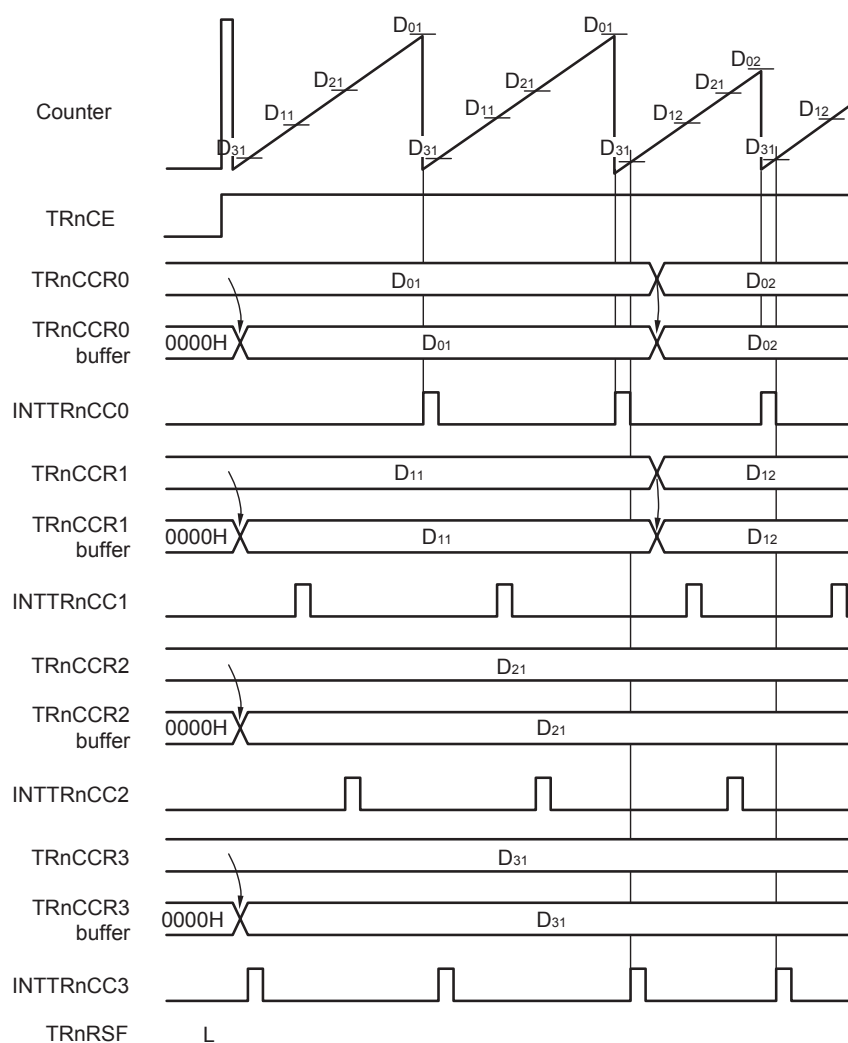 D01 D01
D02
D21 D21 D21
Counter D11 D11 D12 D12
D31 D31 D31 D31
TRnCE
TRnCCR0 D01 D02
TRnCCR0
buffer 0000H D01 D02
INTTRnCC0
TRnCCR1 D11 D12
TRnCCR1
buffer 0000H D11 D12
INTTRnCC1
TRnCCR2 D21
TRnCCR2
buffer 0000H D21
INTTRnCC2
TRnCCR3 D31
TRnCCR3
buffer 0000H D31
INTTRnCC3
TRnRSF L